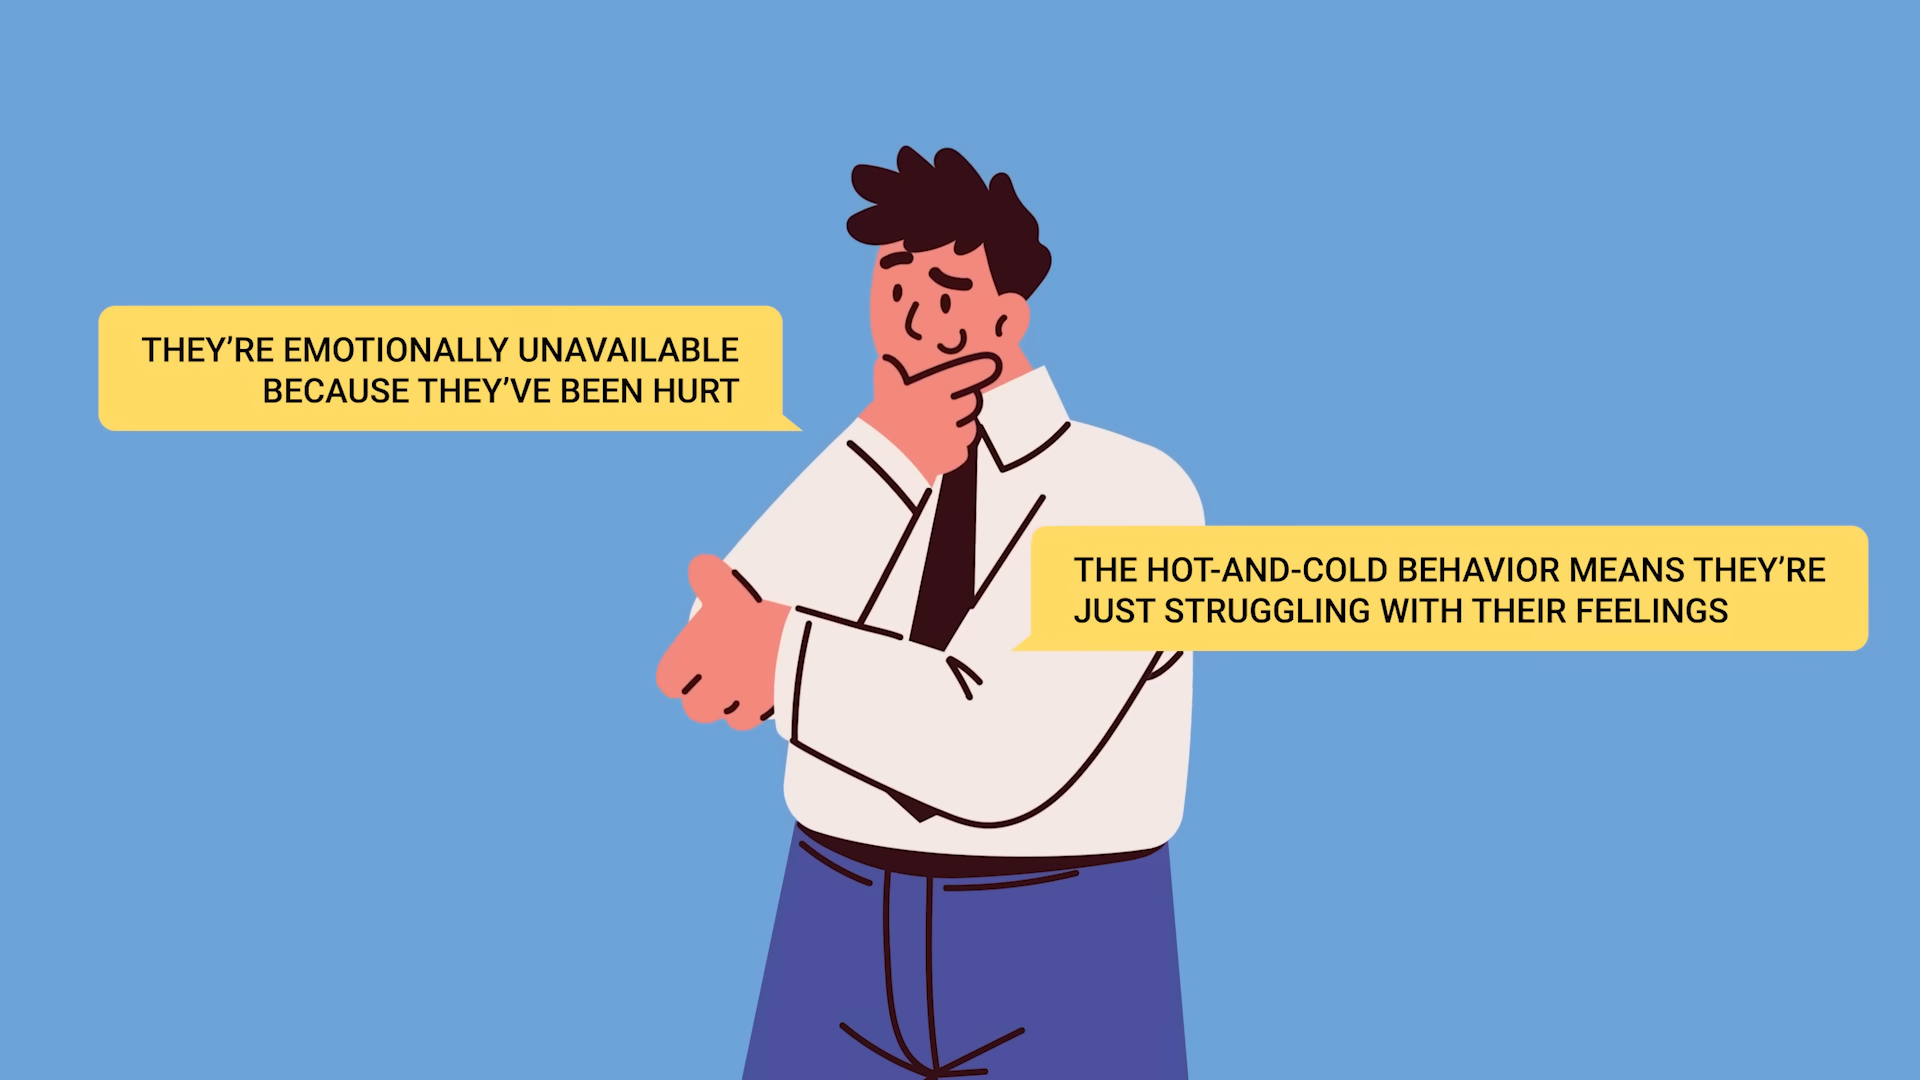 THEY’RE EMOTIONALLY UNAVAILABLE
BECAUSE THEY’VE BEEN HURT
THE HOT-AND-COLD BEHAVIOR MEANS THEY’RE
JUST STRUGGLING WITH THEIR FEELINGS